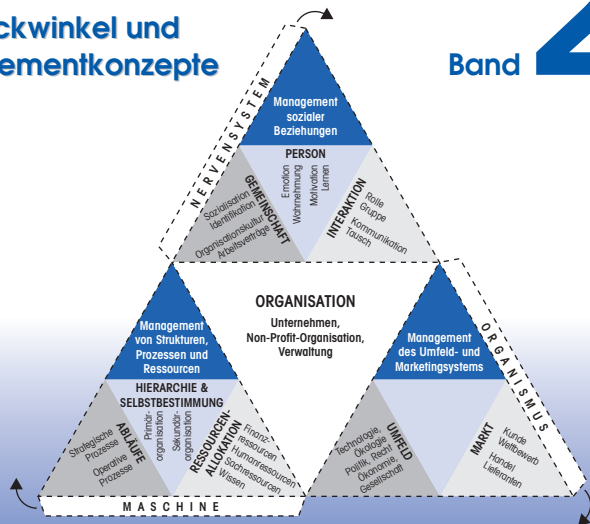 ckwinkel und
ementkonzepte
Band
NERVENSYSTEM
Management
sozialer
Beziehungen
GEMEINSCHAFT
Sozialisation
Identifikation
Organisationskultur
Arbeitsverträge
PERSON
Emotion
Wahrnehmung
Motivation
Lernen
INTERAKTION
Rolle
Gruppe
Kommunikation
Tausch
ORGANISATION
Unternehmen,
Non-Profit-Organisation,
Verwaltung
Management
von Strukturen,
Prozessen und
Ressourcen
HIERARCHIE &
SELBSTBESTIMMUNG
ABLÄUFE
Strategische
Prozesse
Operative
Prozesse
Primär-
organisation
Sekundär-
organisation
RESSOURCEN-
ALLOKATION
Finanz-
ressourcen
Humanressourcen
Sachressourcen
Wissen
MASCHINE
Management
des Umfeld- und
Marketingsystems
UMFELD
Technologie,
Ökologie
Politik, Recht
Ökonomie,
Gesellschaft
MARKT
Kunde
Wettbewerb
Handel
Lieferanten
ORGANISMUS